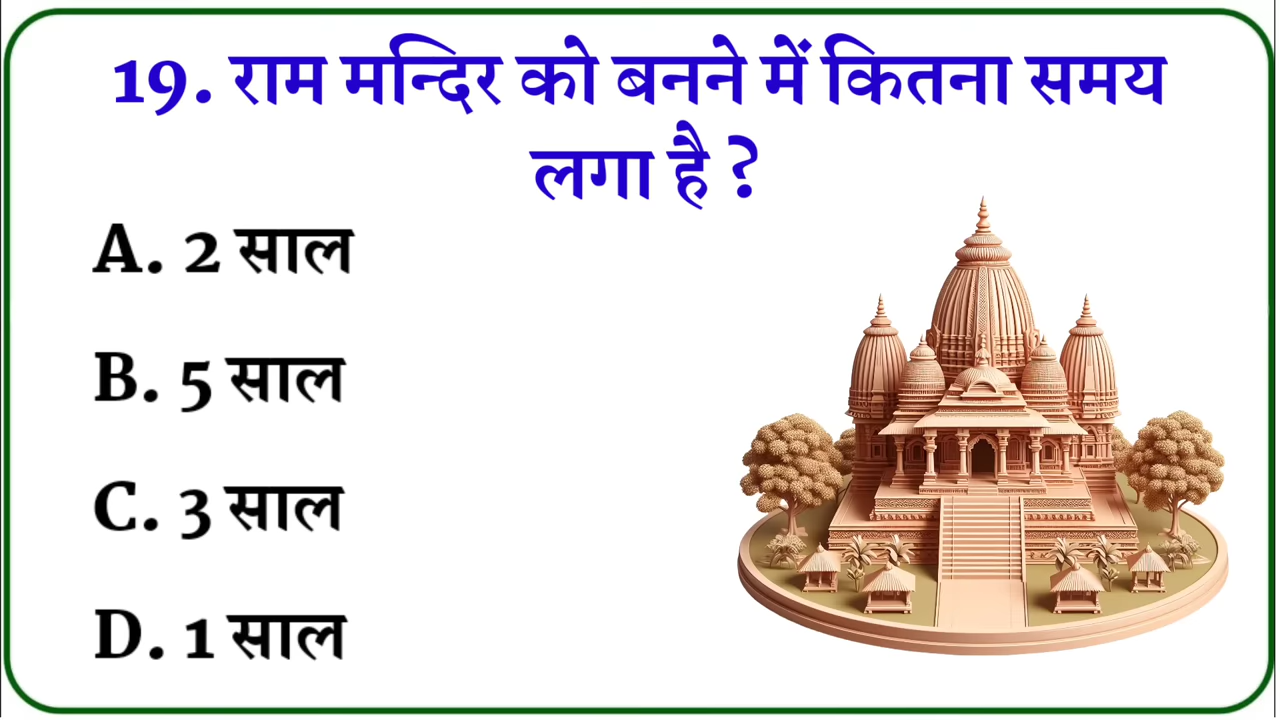 19. राम मन्दिर को बनने में कितना समय
लगा है ?
A. 2 साल
B. 5 साल
C. 3 साल
D. 1 साल